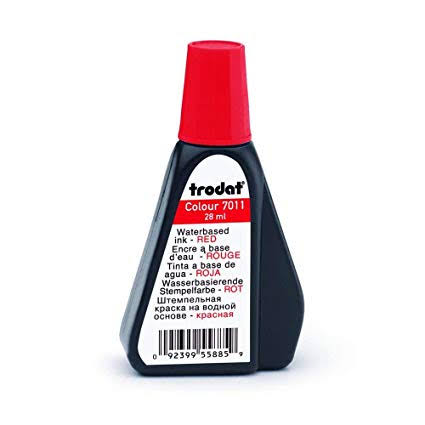 trodat
Colour 7011
28 ml
Waterbased
ink - RED
Encre a base
d'eau - ROUGE
Tinta a base de
agua - ROJA
Wasserbasierende
Stempelfarbe - ROT
Штемпельная
краска на водной
основе - красная
0 92399 55885 9